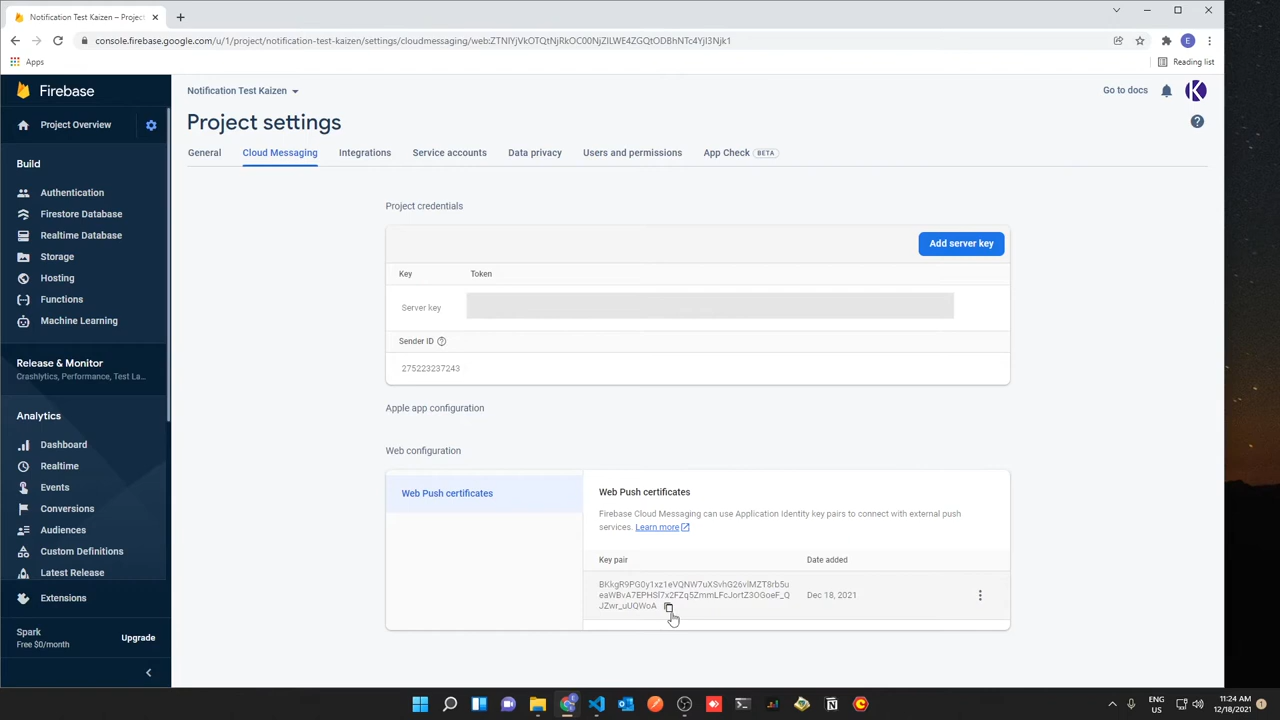 Notification Test Kaizen – Project
console.firebase.google.com/u/1/project/notification-test-kaizen/settings/cloudmessaging/
Apps
Reading list
E
Firebase
Notification Test Kaizen
Go to docs
K
Project Overview
Project settings
General Cloud Messaging Integrations Service accounts Data privacy Users and permissions App Check BETA
Build
Authentication
Firestore Database
Realtime Database
Storage
Hosting
Functions
Machine Learning
Release & Monitor
Crashlytics, Performance, Test La...
Analytics
Dashboard
Realtime
Events
Conversions
Audiences
Custom Definitions
Latest Release
Extensions
Spark
Free $0/month
Upgrade
Project credentials
Add server key
Key Token
Server key
Sender ID
275223237243
Apple app configuration
Web configuration
Web Push certificates
Web Push certificates
Firebase Cloud Messaging can use Application Identity key pairs to connect with external push
services. Learn more
Key pair Date added
Dec 18, 2021
ENG
US
11:24 AM
12/18/2021